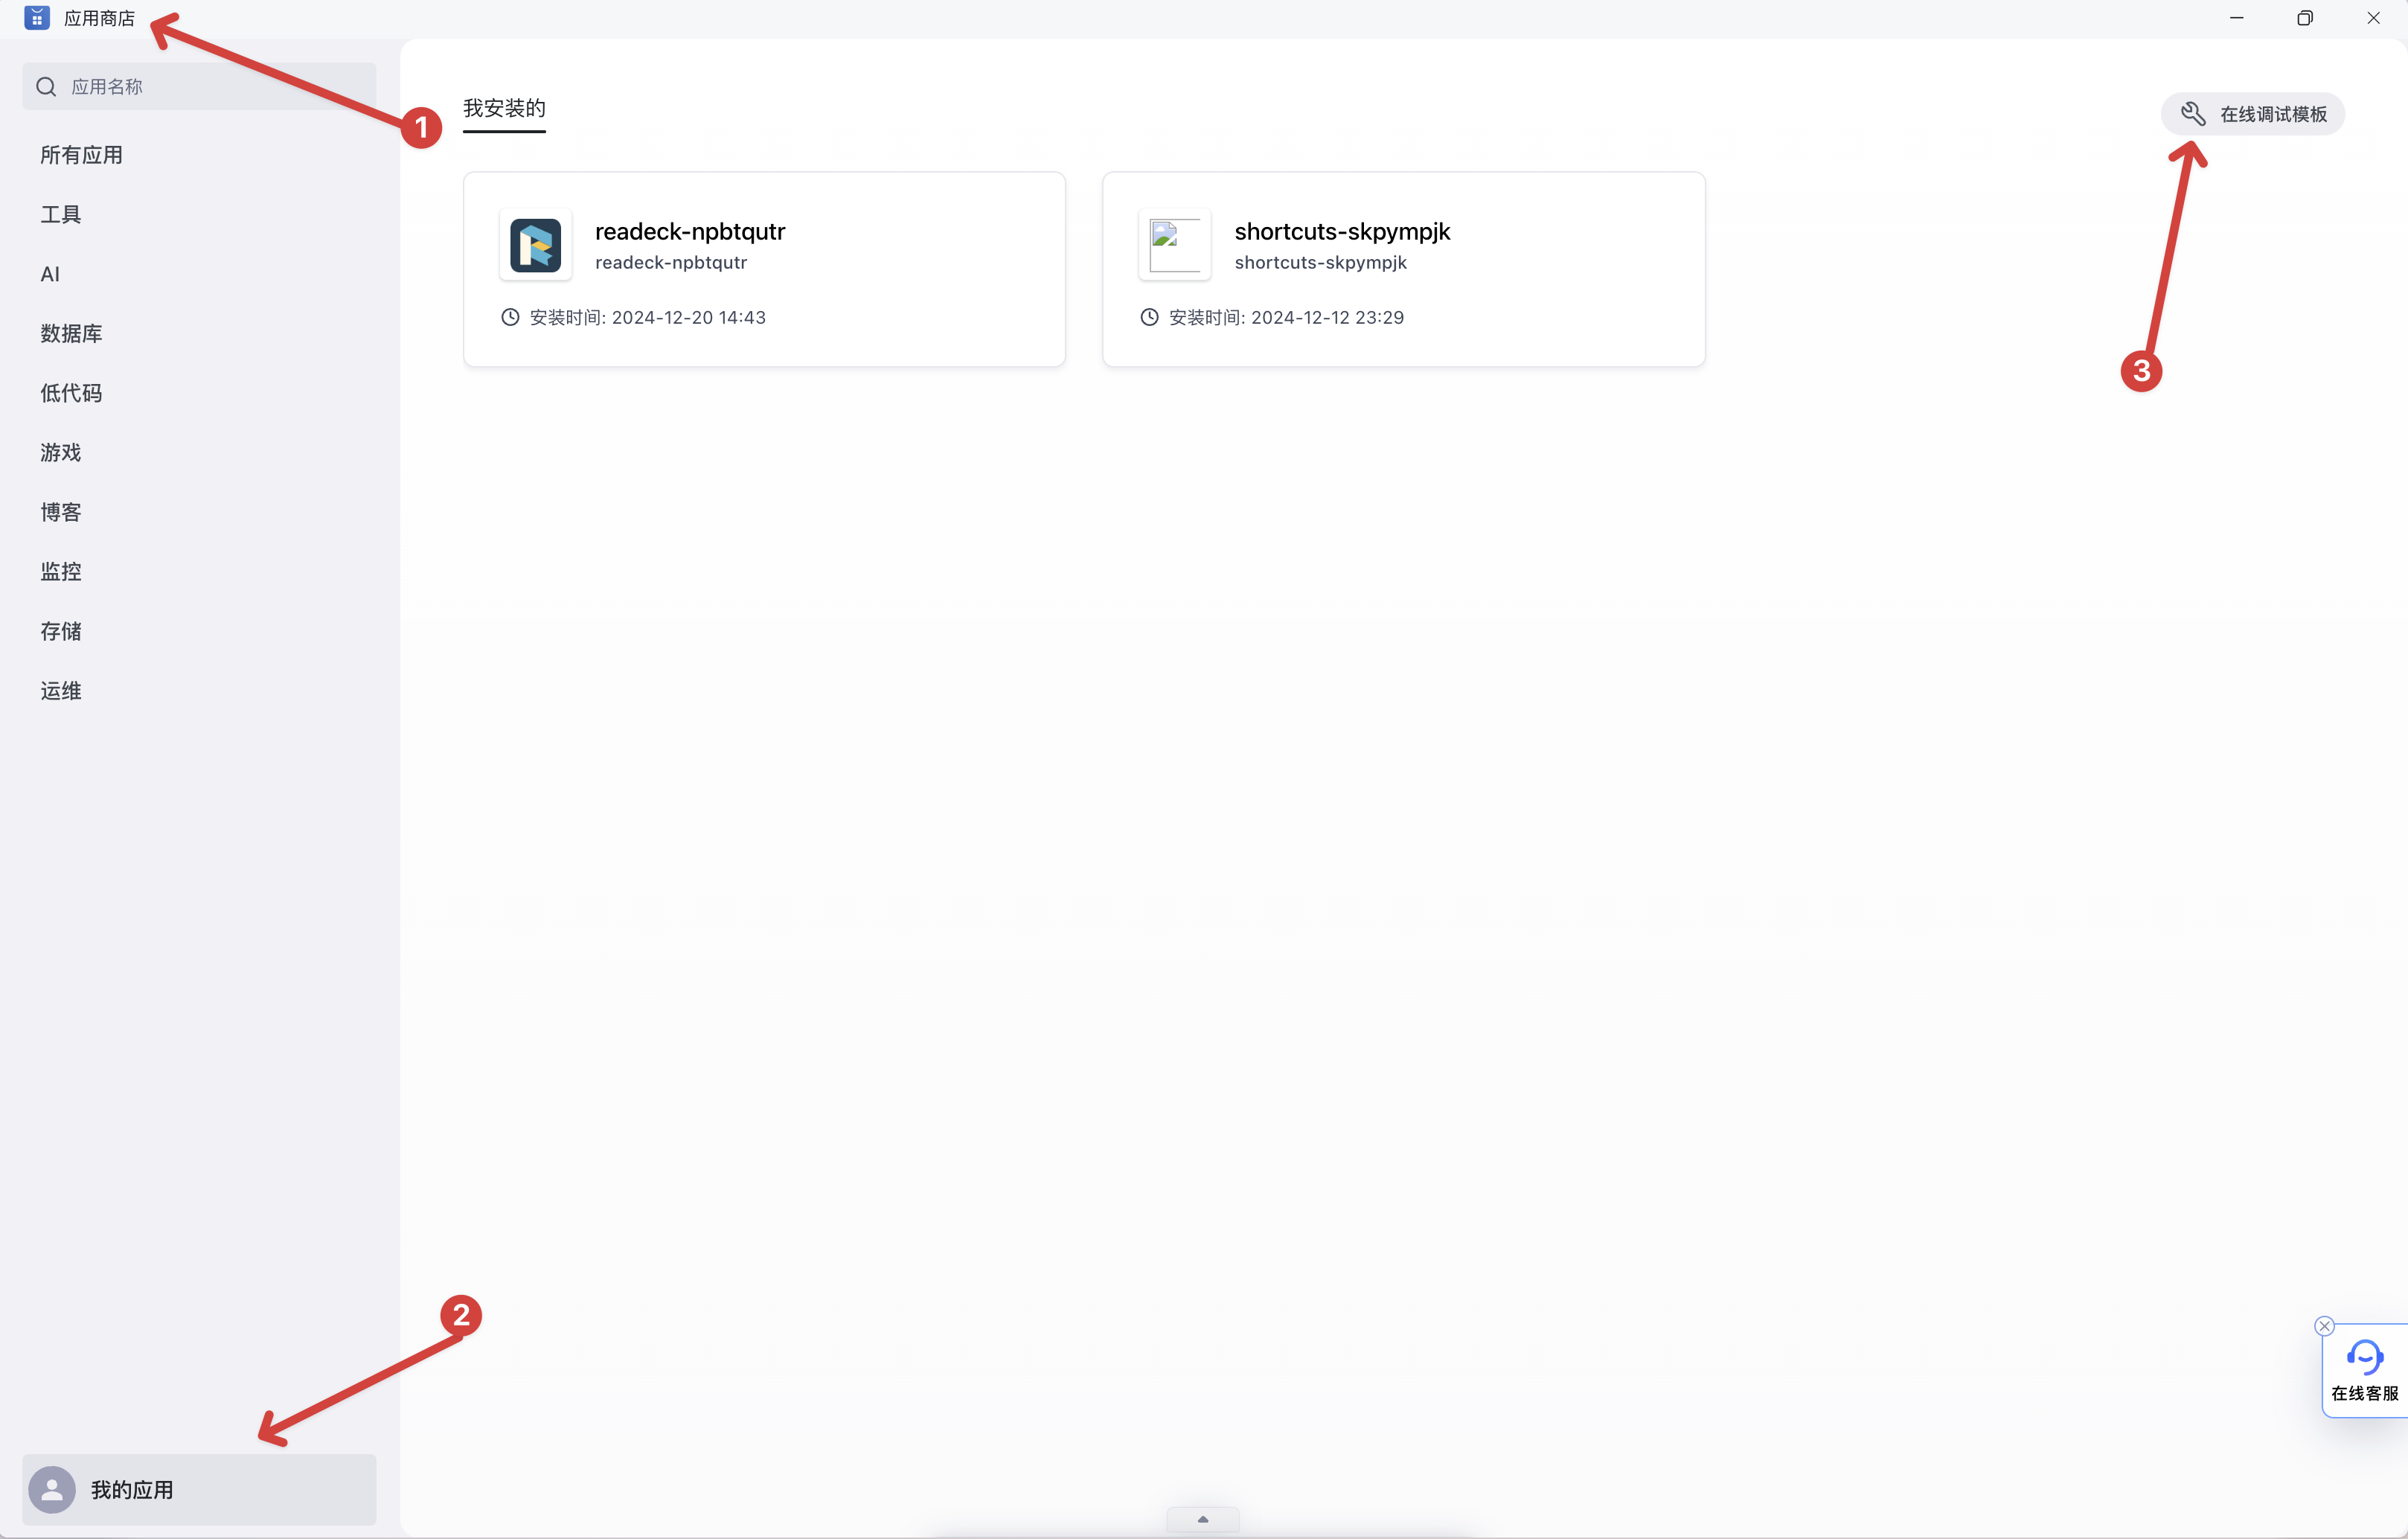 应用商店
应用名称
1
我安装的
在线调试模板
所有应用
工具
AI
数据库
低代码
游戏
博客
监控
存储
运维
readeck-npbtqutr
readeck-npbtqutr
安装时间: 2024-12-20 14:43
shortcuts-skpympjk
shortcuts-skpympjk
安装时间: 2024-12-12 23:29
3
2
在线客服
我的应用